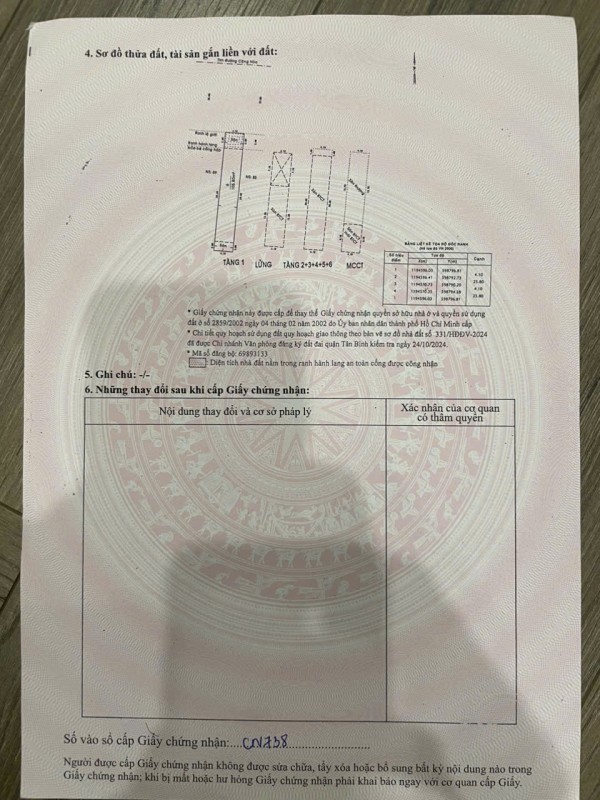 4. Sơ đồ thửa đất, tài sản gắn liền với đất:
TẦNG 1 LỬNG TẦNG 2+3+4+5+6 MCCT
BẢNG LIỆT KÊ TỌA ĐỘ GÓC RANH
* Giấy chứng nhận này được cấp để thay thế Giấy chứng nhận quyền sở hữu nhà ở và quyền sử dụng
đất ở số 2859/2002 ngày 04 tháng 02 năm 2002 do Ủy ban nhân dân thành phố Hồ Chí Minh cấp
* Chi tiết quy hoạch sử dụng đất quy hoạch giao thông theo bản vẽ sơ đồ nhà đất số 331/HĐĐV-2024
đã được Chi nhánh Văn phòng đăng ký đất đai quận Tân Bình kiểm tra ngày 24/10/2024.
* Mã số đăng bộ: 69893133
: Diện tích nhà đất nằm trong ranh hành lang an toàn cống được công nhận
5. Ghi chú: -/-
6. Những thay đổi sau khi cấp Giấy chứng nhận:
Nội dung thay đổi và cơ sở pháp lý
Xác nhận của cơ quan
có thẩm quyền
Số vào sổ cấp Giấy chứng nhận:....CN738
Người được cấp Giấy chứng nhận không được sửa chữa, tẩy xóa hoặc bổ sung bất kỳ nội dung nào trong
Giấy chứng nhận; khi bị mất hoặc hư hỏng Giấy chứng nhận phải khai báo ngay với cơ quan cấp Giấy.